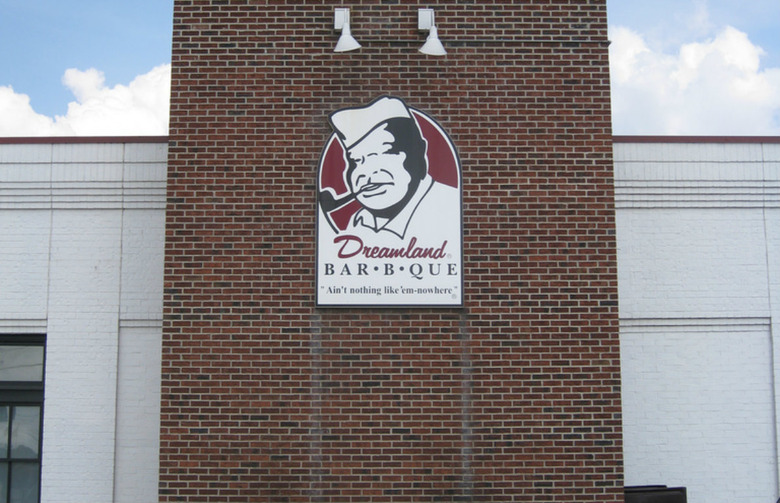 Dreamland®
BAR•B•QUE
"Ain't nothing like 'em-nowhere"
®